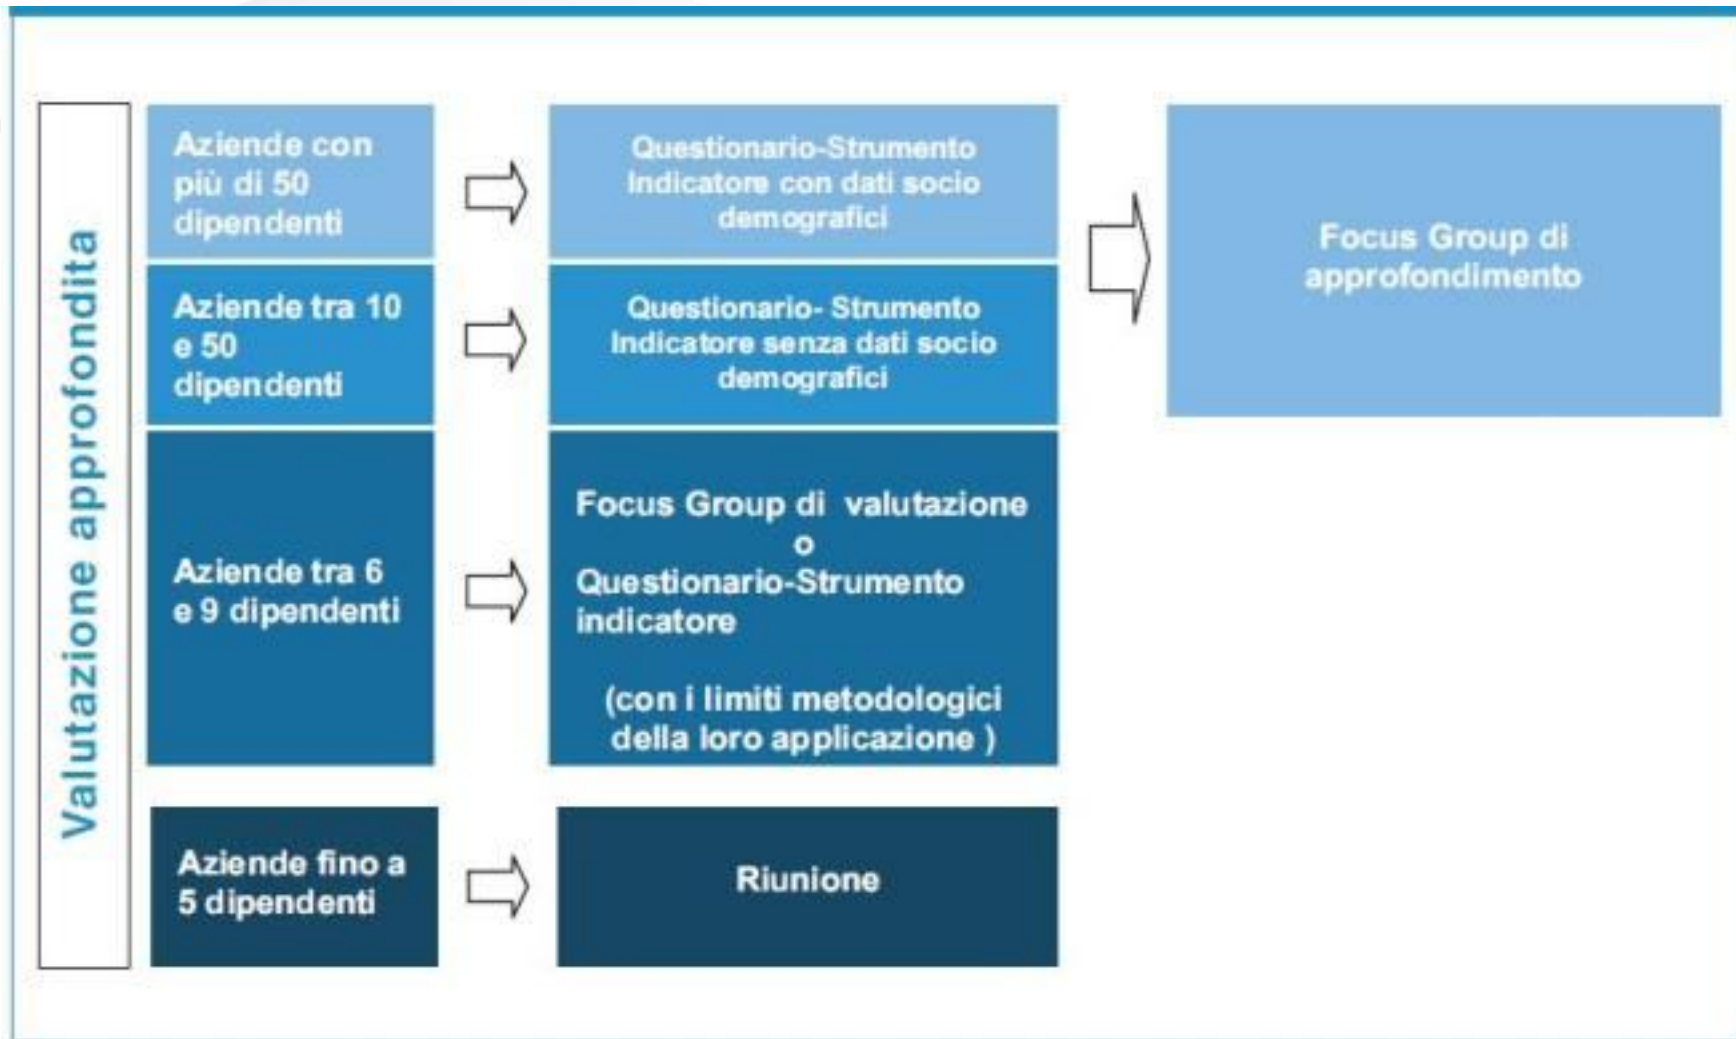 Valutazione approfondita
Aziende con
più di 50
dipendenti
Questionario-Strumento
Indicatore con dati socio
demografici
Focus Group di
approfondimento
Aziende tra 10
e 50
dipendenti
Questionario- Strumento
Indicatore senza dati socio
demografici
Aziende tra 6
e 9 dipendenti
Focus Group di valutazione
o
Questionario-Strumento
indicatore
(con i limiti metodologici
della loro applicazione )
Aziende fino a
5 dipendenti
Riunione